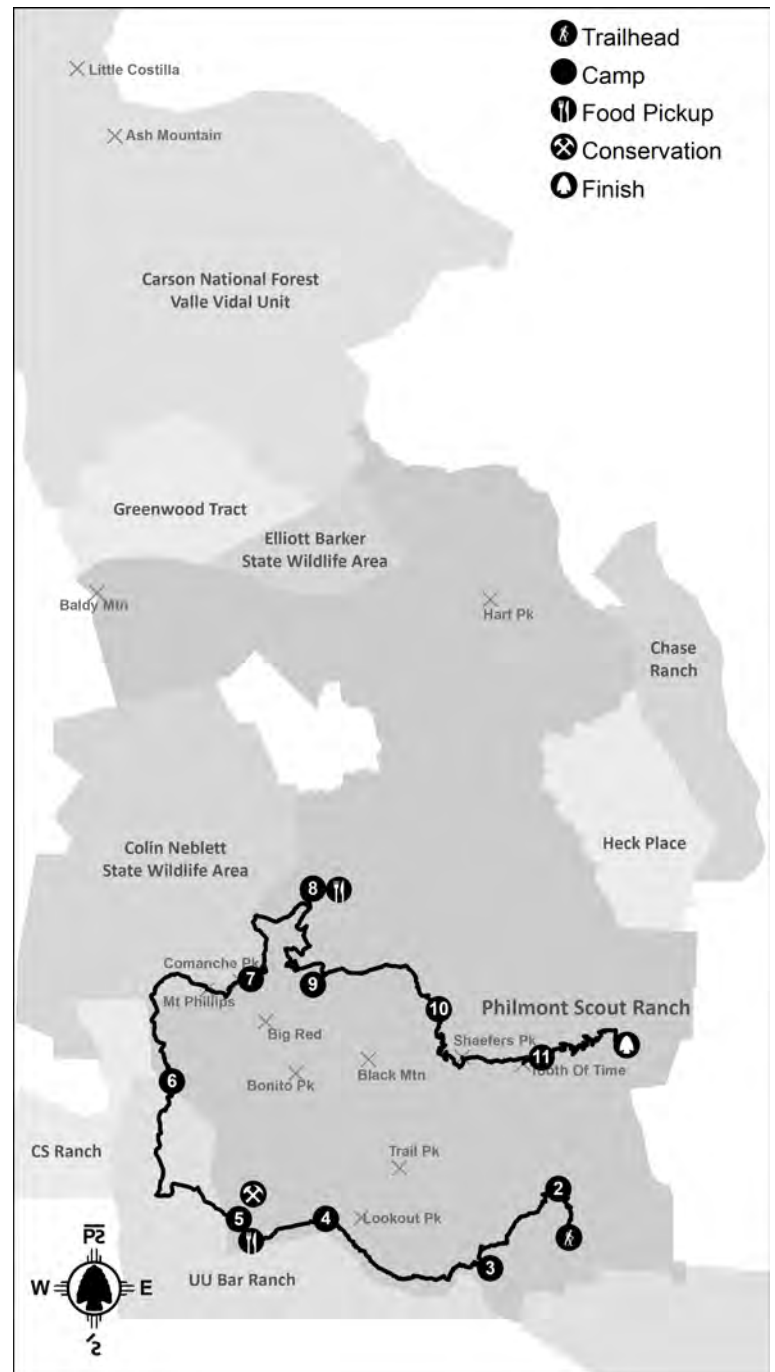 Trailhead
Camp
Food Pickup
Conservation
Finish
Little Costilla
Ash Mountain
Carson National Forest
Valle Vidal Unit
Greenwood Tract
Elliott Barker
State Wildlife Area
Baldy Mtn
Hart Pk
Chase
Ranch
Heck Place
Colin Neblett
State Wildlife Area
8
Comanche Pk
7
9
Mt Phillips
10
Philmont Scout Ranch
Big Red
Shaefers Pk
11
Tooth Of Time
Black Mtn
Bonito Pk
6
CS Ranch
Trail Pk
2
5
4
Lookout Pk
3
UU Bar Ranch
W
E